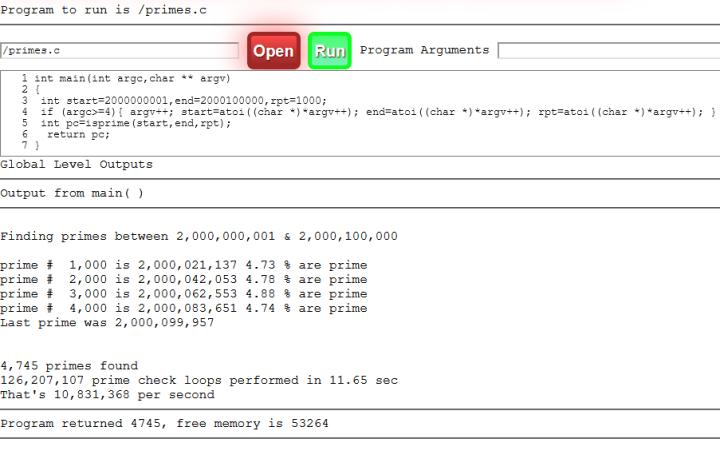 Program to run is /primes.c
/primes.c Open Run Program Arguments
1 int main(int argc,char ** argv)
2 {
3 int start=2000000001,end=2000100000,rpt=1000;
4 if (argc>=4){ argv++; start=atoi((char *)*argv++); end=atoi((char *)*argv++); rpt=atoi((char *)*argv++); }
5 int pc=isprime(start,end,rpt);
6 return pc;
7 }
Global Level Outputs
Output from main( )
Finding primes between 2,000,000,001 & 2,000,100,000
prime # 1,000 is 2,000,021,137 4.73 % are prime
prime # 2,000 is 2,000,042,053 4.78 % are prime
prime # 3,000 is 2,000,062,553 4.88 % are prime
prime # 4,000 is 2,000,083,651 4.74 % are prime
Last prime was 2,000,099,957
4,745 primes found
126,207,107 prime check loops performed in 11.65 sec
That's 10,831,368 per second
Program returned 4745, free memory is 53264